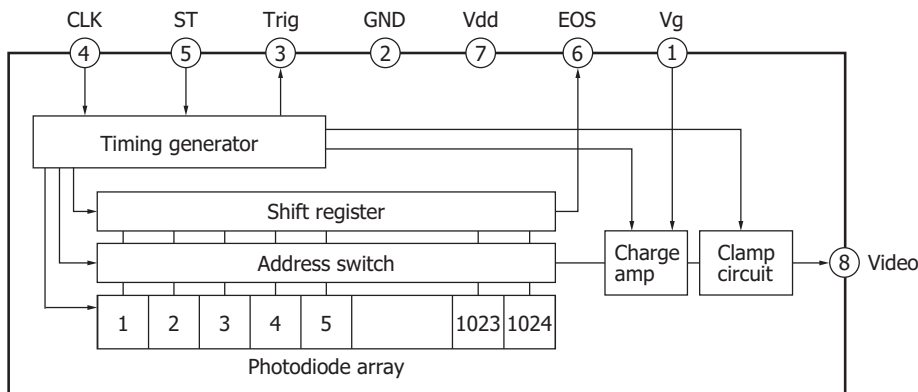 CLK ST Trig GND Vdd EOS Vg
4 5 3 2 7 6 1
Timing generator
Shift register
Address switch
Charge
amp
Clamp
circuit
8 Video
1 2 3 4 5 1023 1024
Photodiode array